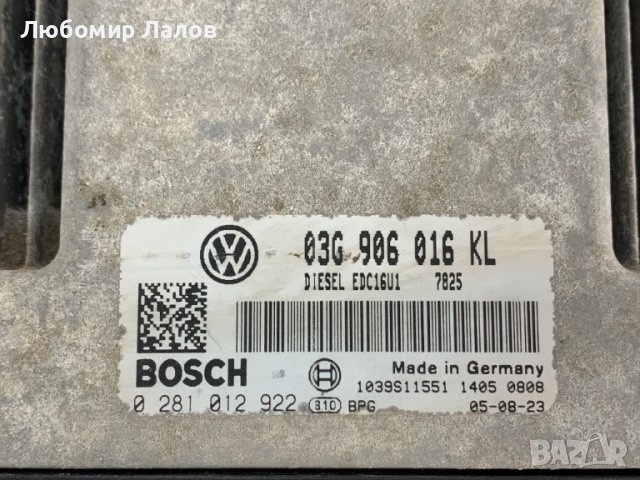 Любомир Лалов
03G 906 016 KL
DIESEL EDC16U1 7825
BOSCH
Made in Germany
1039S11551 1405 0808
0 281 012 922 310 BPG 05-08-23
BAZAR